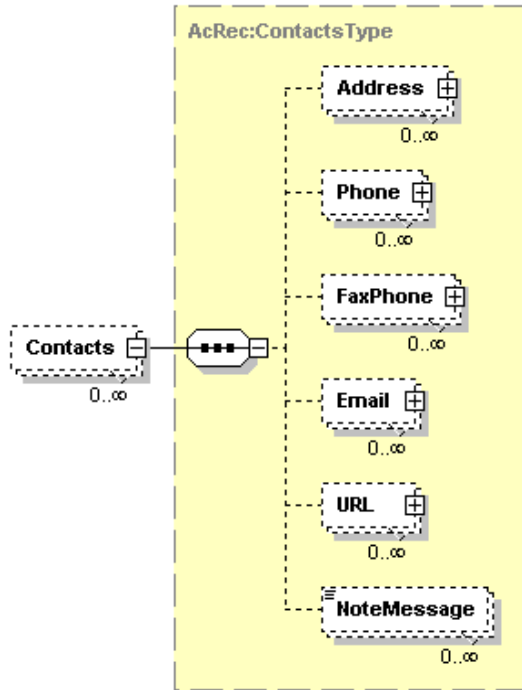 AcRec:ContactsType
Address
0..∞
Phone
0..∞
FaxPhone
0..∞
Contacts
0..∞
Email
0..∞
URL
0..∞
NoteMessage
0..∞